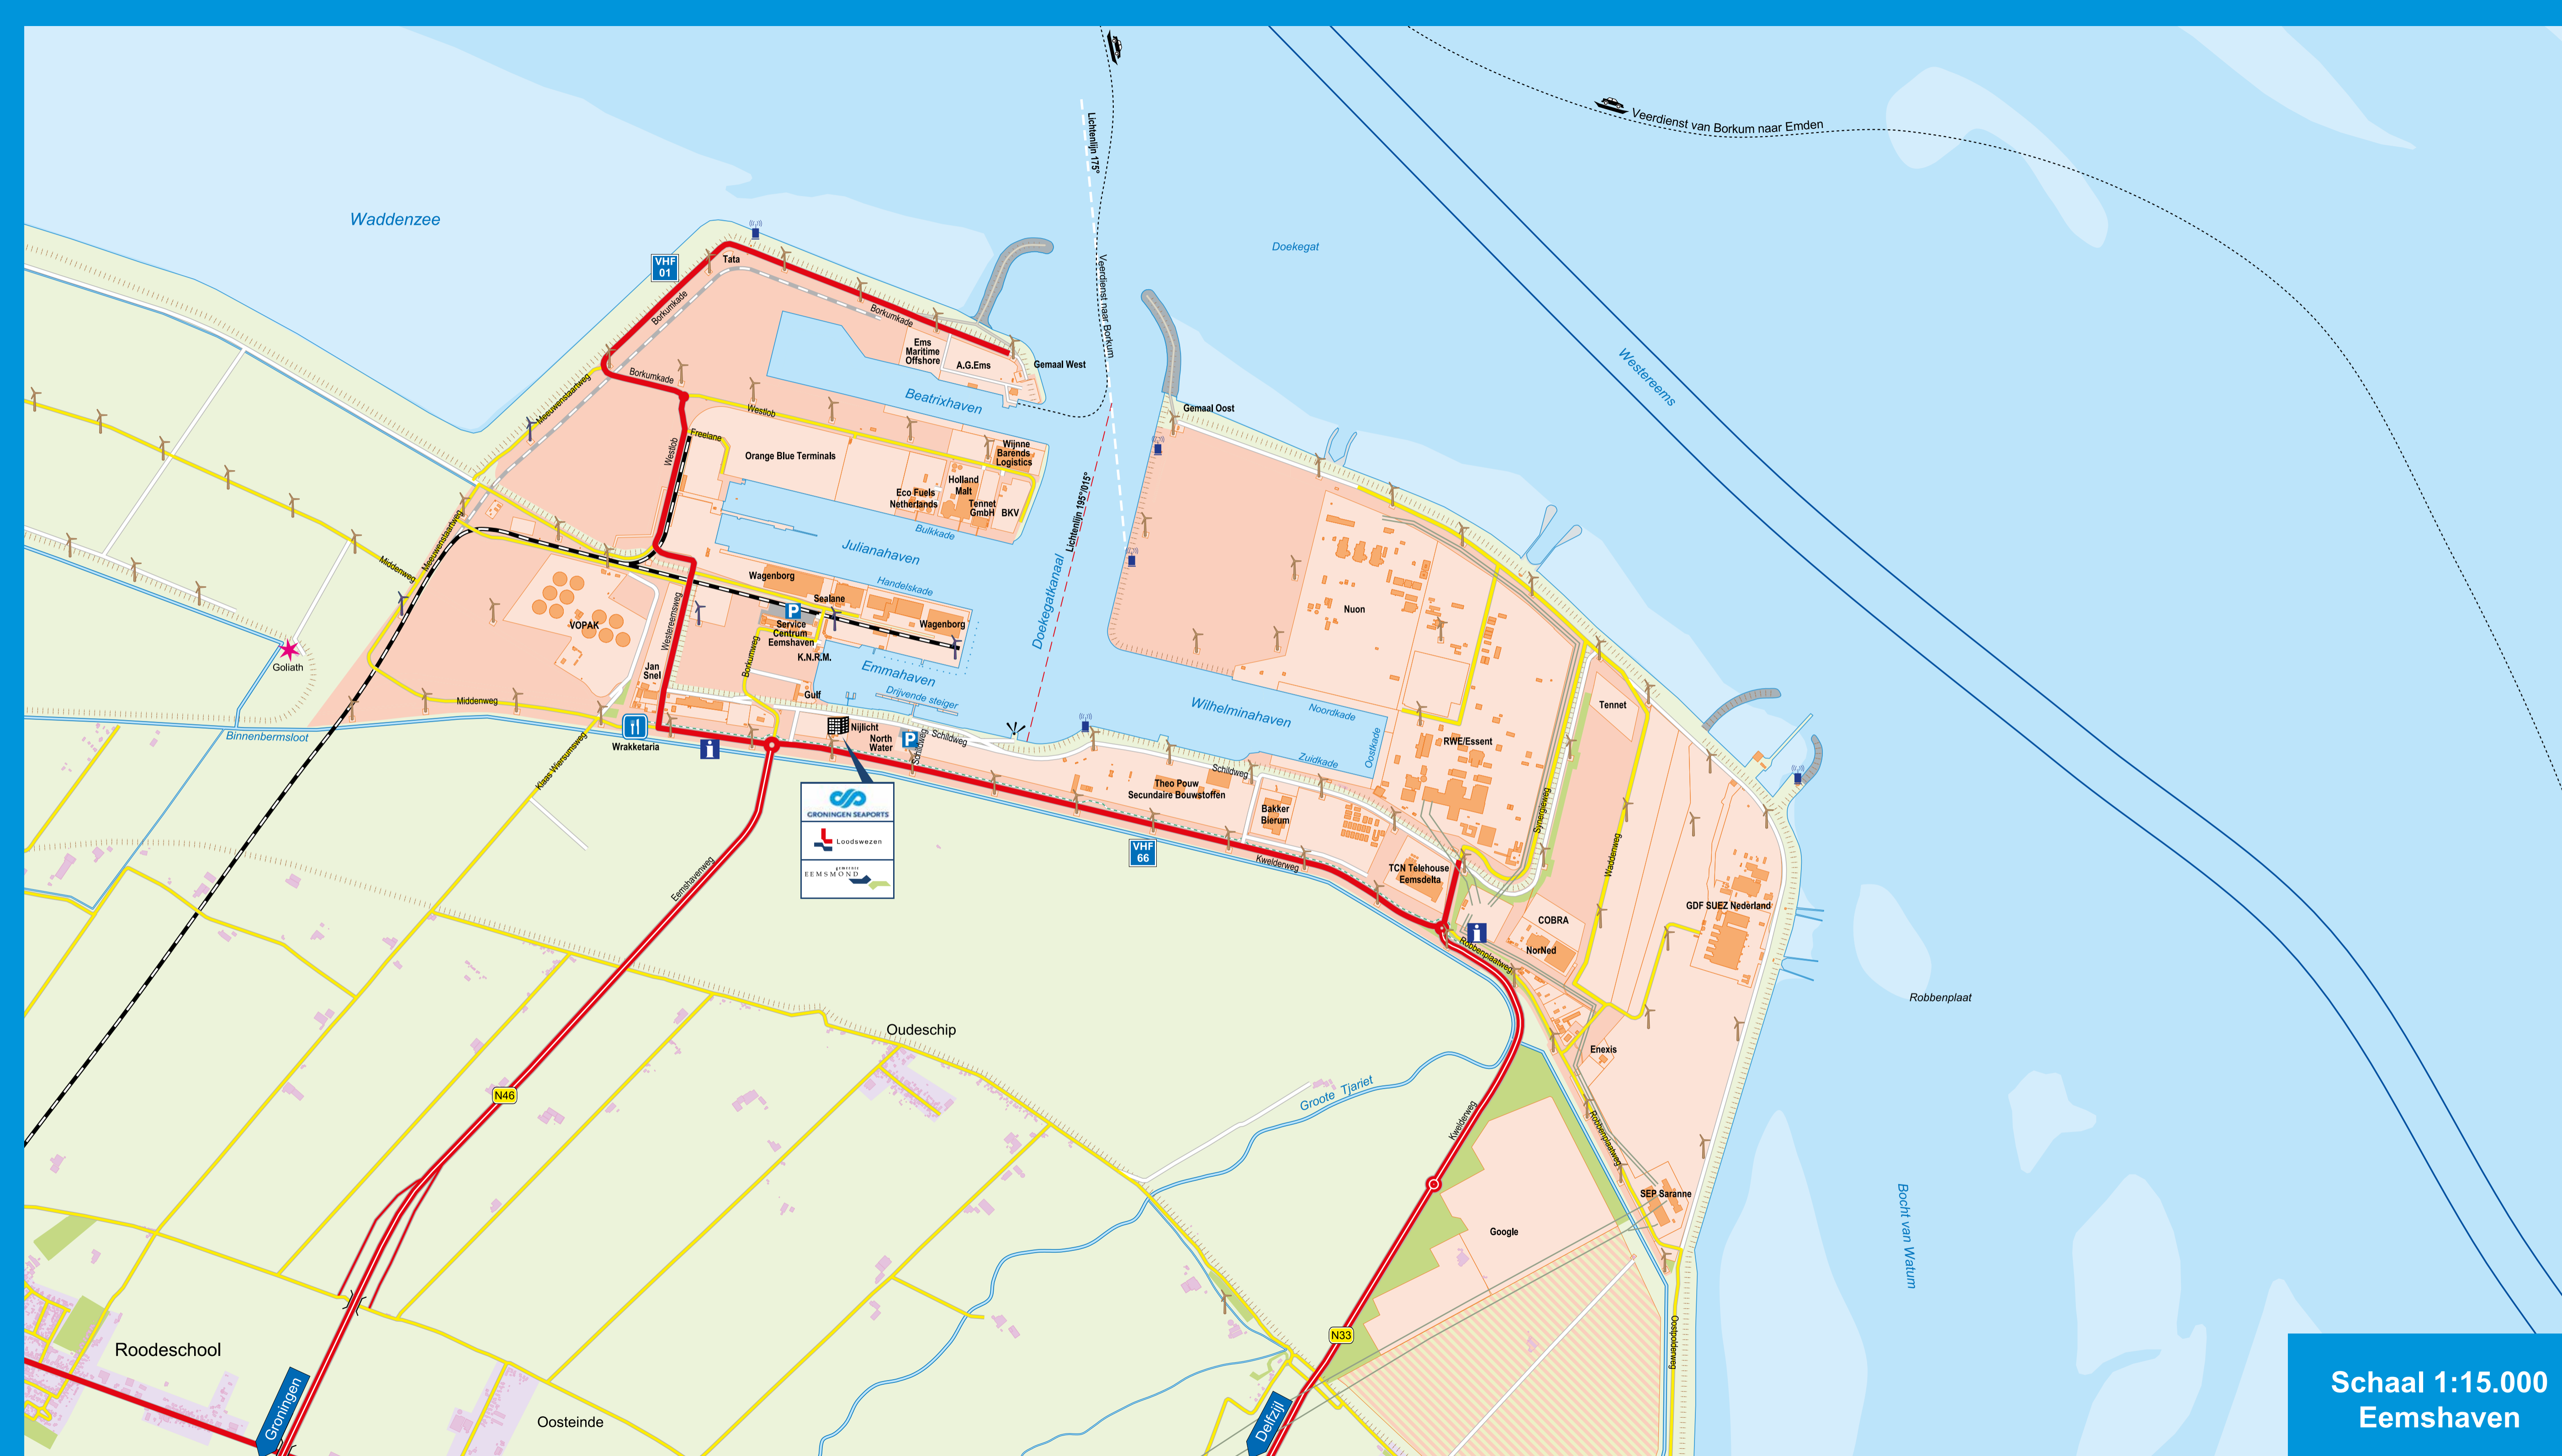 Waddenzee
Lichtenlijn 175°
Veerdienst van Borkum naar Emden
Veerdienst naar Borkum
Doekegat
Westereems
VHF
01
Tata
Borkumkade
Borkumkade
Borkumkade
Ems
Maritime
Offshore
A.G.Ems
Gemaal West
Beatrixhaven
Gemaal Oost
Meeuwenstaartweg
Westlob
Westlob
Freelane
Orange Blue Terminals
Wijnne
Barends
Logistics
Holland
Malt
Eco Fuels
Netherlands
Tennet
GmbH
BKV
Lichtenlijn 195°/015°
Bulkkade
Julianahaven
Doekegatkanaal
Meeuwenstaartweg
Middenweg
Wagenborg
Handelskade
Sealane
P
Service
Centrum
Eemshaven
Wagenborg
K.N.R.M.
VOPAK
Westereemsweg
Borkumweg
Jan
Snel
Emmahaven
Drijvende steiger
Gulf
Nuon
Goliath
Middenweg
Binnenbermsloot
Wrakketaria
i
Nijlicht
North
Water
P
Schildweg
Schildweg
Wilhelminahaven
Noordkade
Oostkade
Zuidkade
RWE/Essent
Tennet
Klaas Wiersumsweg
GRONINGEN SEAPORTS
Loodswezen
gemeente
EEMSMOND
Schildweg
Theo Pouw
Secundaire Bouwstoffen
Bakker
Bierum
VHF
66
Kwelderweg
TCN Telehouse
Eemsdelta
Synergieweg
Waddenweg
Eemshavenweg
COBRA
NorNed
i
Robbenplaatweg
GDF SUEZ Nederland
Robbenplaat
Oudeschip
Enexis
N46
Groote Tjariet
Kwelderweg
Robbenplaatweg
SEP Saranne
Google
Bocht van Watum
Roodeschool
N33
Oostpolderweg
Groningen
Oosteinde
Delfzijl
Schaal 1:15.000
Eemshaven